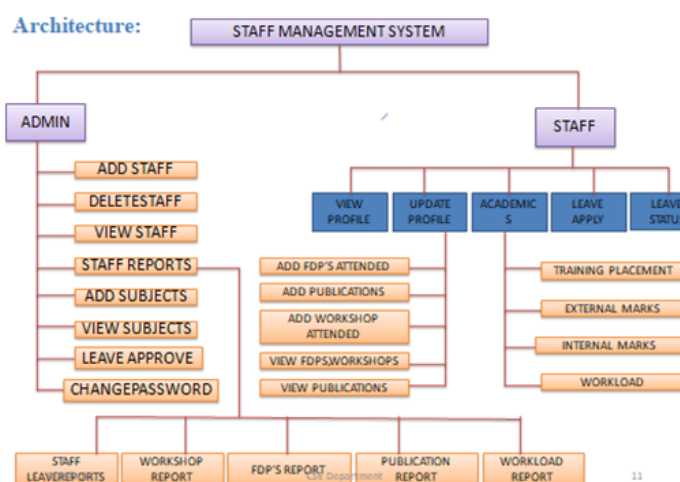 Architecture:
STAFF MANAGEMENT SYSTEM
ADMIN
STAFF
ADD STAFF
DELETESTAFF
VIEW STAFF
STAFF REPORTS
ADD SUBJECTS
VIEW SUBJECTS
LEAVE APPROVE
CHANGEPASSWORD
VIEW
PROFILE
UPDATE
PROFILE
ACADEMIC
S
LEAVE
APPLY
LEAVE
STATUS
ADD FDP'S ATTENDED
ADD PUBLICATIONS
ADD WORKSHOP
ATTENDED
VIEW FDPS,WORKSHOPS
VIEW PUBLICATIONS
TRAINING PLACEMENT
EXTERNAL MARKS
INTERNAL MARKS
WORKLOAD
STAFF
LEAVEREPORTS
WORKSHOP
REPORT
FDP'S REPORT
PUBLICATION
REPORT
WORKLOAD
REPORT
CSE Department
11